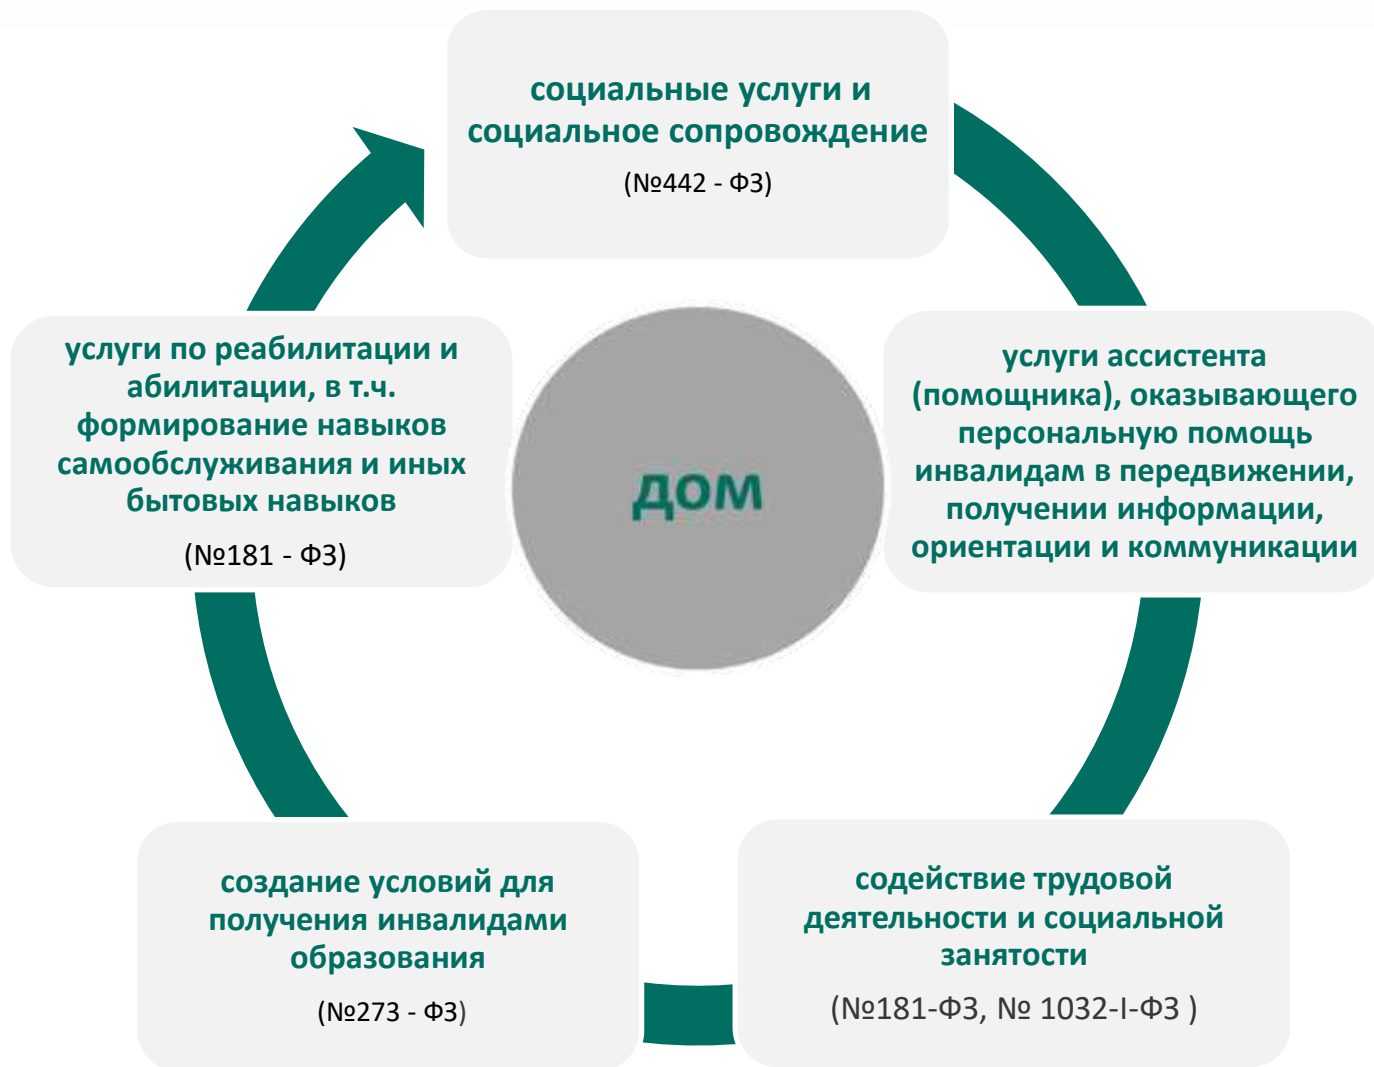 социальные услуги и
социальное сопровождение
(№442 - ФЗ)
услуги ассистента
(помощника), оказывающего
персональную помощь
инвалидам в передвижении,
получении информации,
ориентации и коммуникации
содействие трудовой
деятельности и социальной
занятости
(№181-ФЗ, № 1032-I-ФЗ )
создание условий для
получения инвалидами
образования
(№273 - ФЗ)
услуги по реабилитации и
абилитации, в т.ч.
формирование навыков
самообслуживания и иных
бытовых навыков
(№181 - ФЗ)
дом